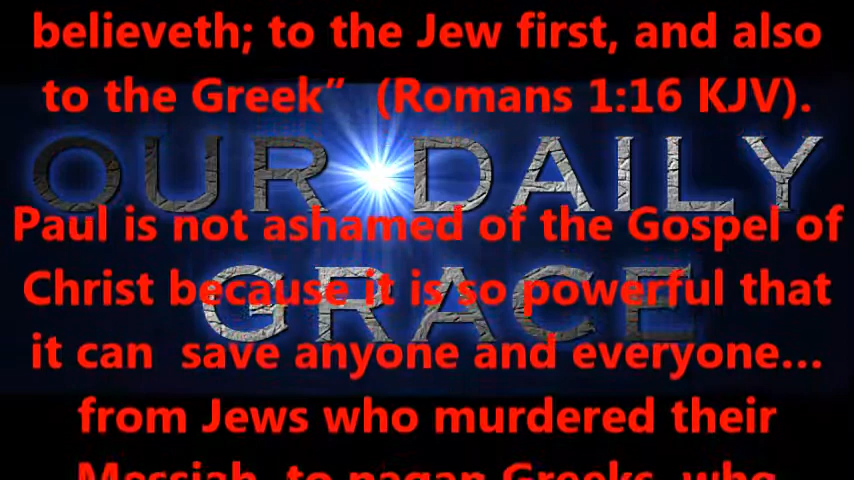 believeth; to the Jew first, and also
to the Greek” (Romans 1:16 KJV).
OUR DAILY
Paul is not ashamed of the Gospel of
GRACE
Christ because it is so powerful that
it can save anyone and everyone...
from Jews who murdered their
Messiah, to pagan Greeks, who